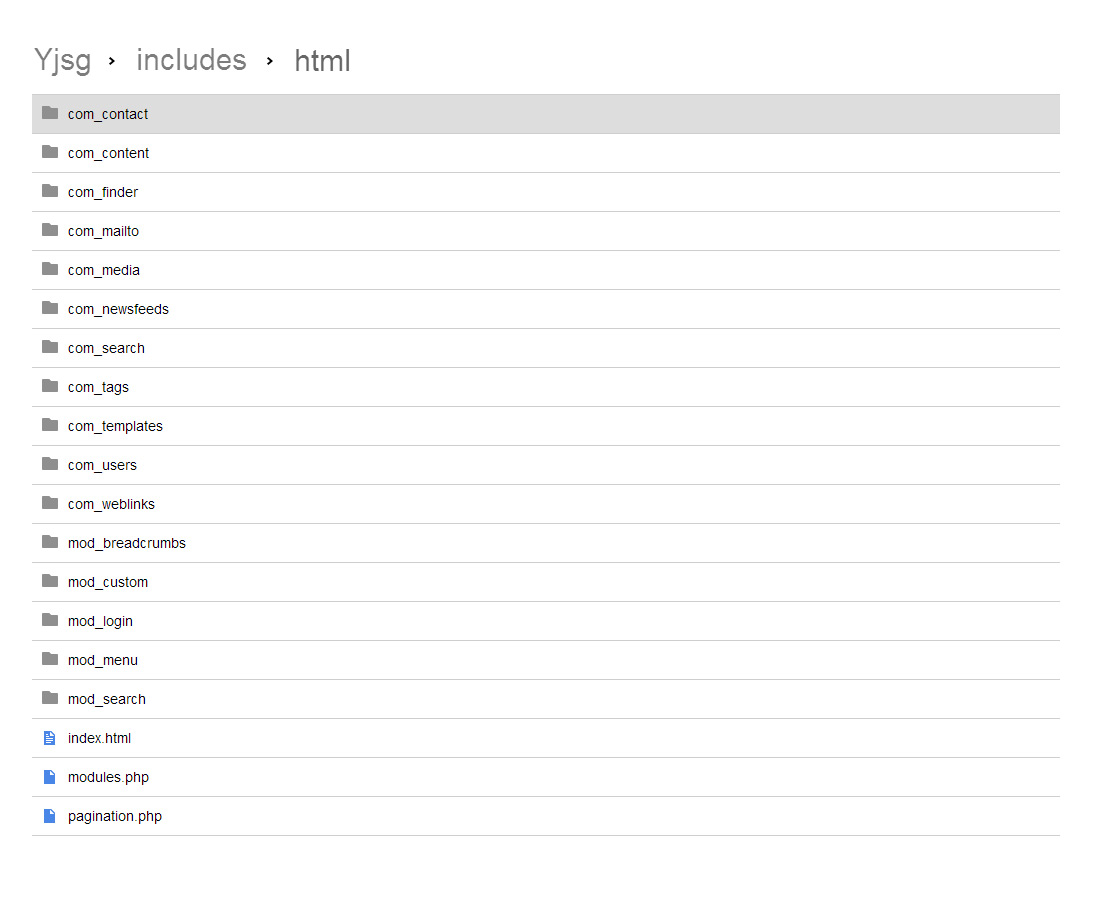 Yjsg › includes › html
com_contact
com_content
com_finder
com_mailto
com_media
com_newsfeeds
com_search
com_tags
com_templates
com_users
com_weblinks
mod_breadcrumbs
mod_custom
mod_login
mod_menu
mod_search
index.html
modules.php
pagination.php